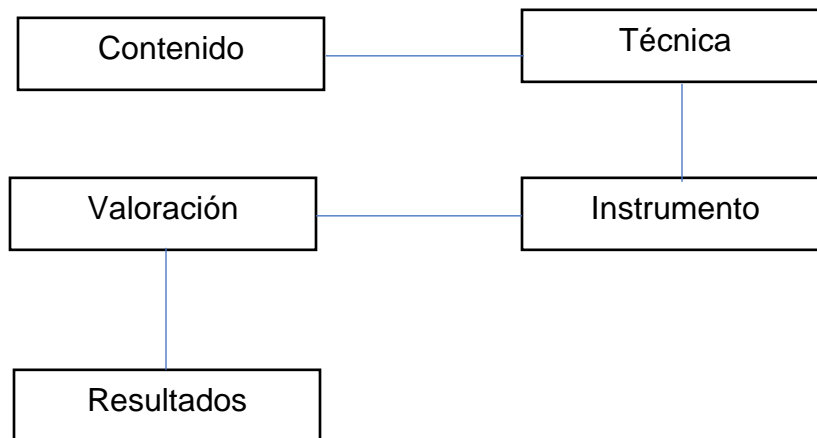 Contenido
Técnica
Valoración
Instrumento
Resultados